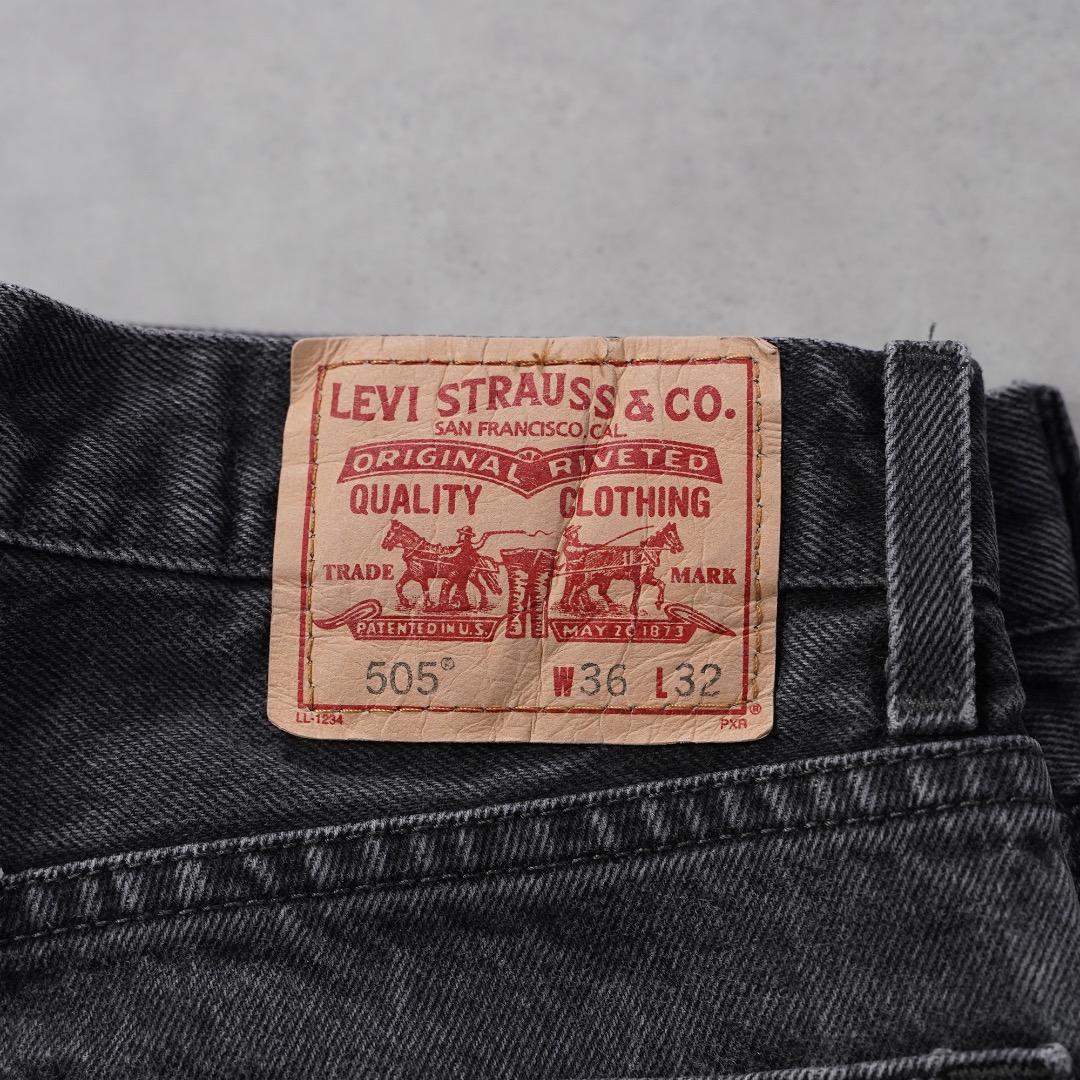 LEVI STRAUSS & CO.
SAN FRANCISCO, CAL.
ORIGINAL RIVETED
QUALITY CLOTHING
TRADE MARK
PATENTED IN U.S. MAY 20 1873
505® W36 L32
®
LL-1234 PXR